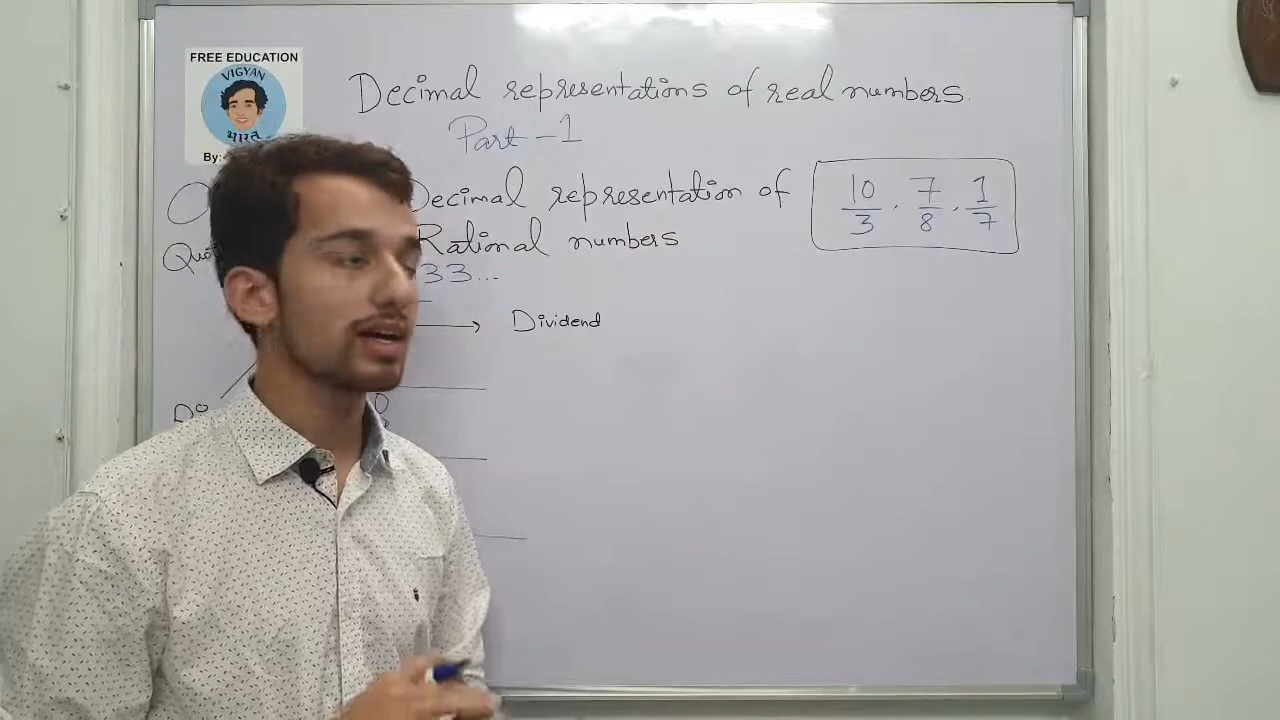 FREE EDUCATION
VIGYAN
भारत
By:-
Decimal representations of real numbers.
Part - 1
Decimal representation of
Rational numbers
10/3, 7/8, 1/7
33...
Dividend